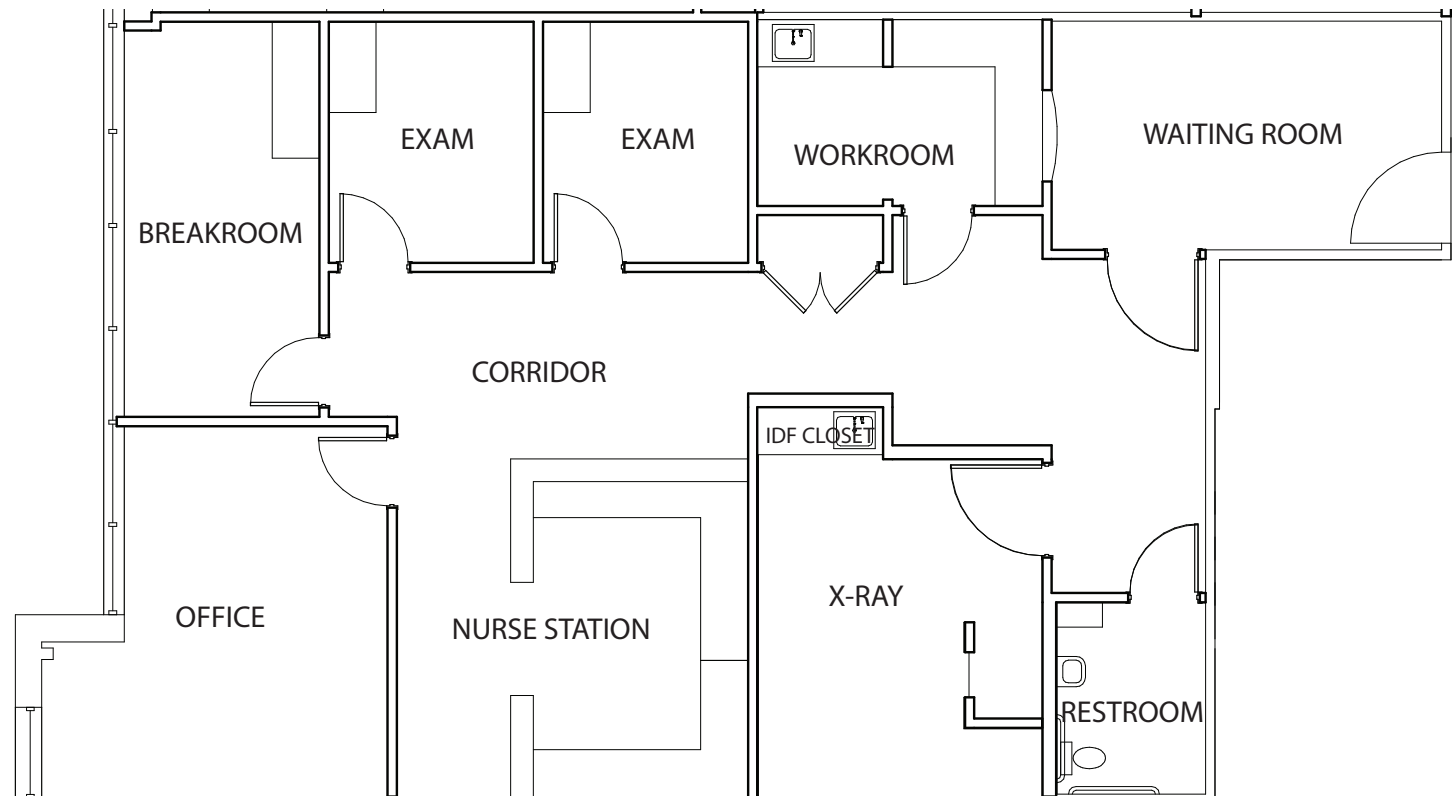 EXAM
EXAM
WAITING ROOM
WORKROOM
BREAKROOM
CORRIDOR
IDF CLOSET
X-RAY
OFFICE
NURSE STATION
RESTROOM